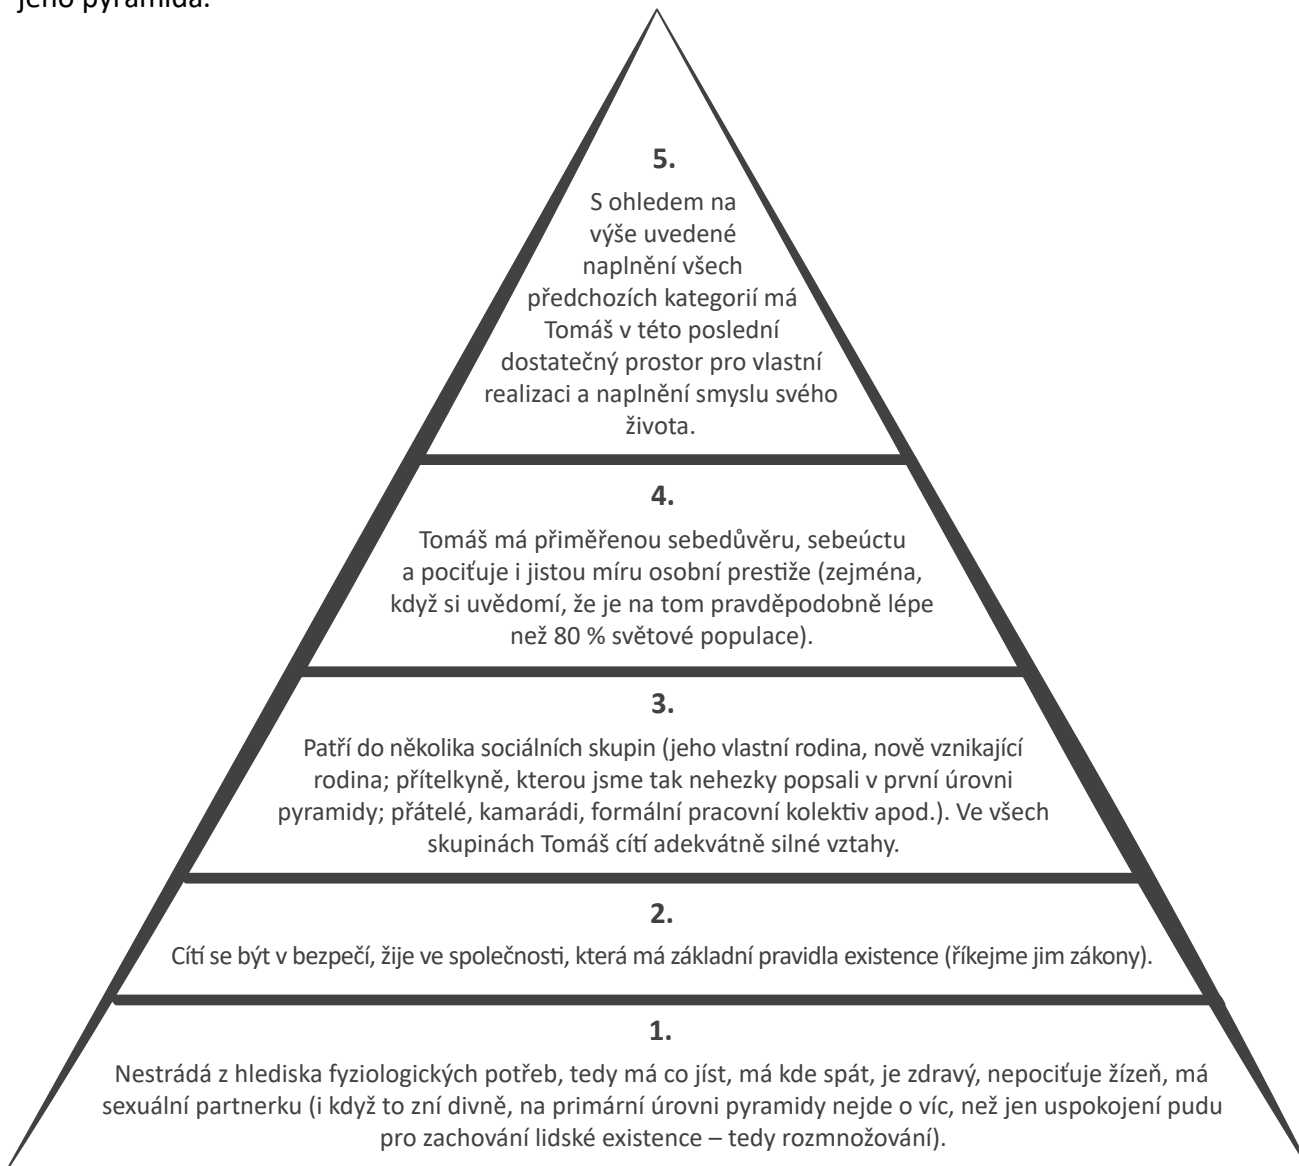 jeho pyramida:
5.
S ohledem na
výše uvedené
naplnění všech
předchozích kategorií má
Tomáš v této poslední
dostatečný prostor pro vlastní
realizaci a naplnění smyslu svého
života.
4.
Tomáš má přiměřenou sebedůvěru, sebeúctu
a pociťuje i jistou míru osobní prestiže (zejména,
když si uvědomí, že je na tom pravděpodobně lépe
než 80 % světové populace).
3.
Patří do několika sociálních skupin (jeho vlastní rodina, nově vznikající
rodina; přítelkyně, kterou jsme tak nehezky popsali v první úrovni
pyramidy; přátelé, kamarádi, formální pracovní kolektiv apod.). Ve všech
skupinách Tomáš cítí adekvátně silné vztahy.
2.
Cítí se být v bezpečí, žije ve společnosti, která má základní pravidla existence (říkejme jim zákony).
1.
Nestrádá z hlediska fyziologických potřeb, tedy má co jíst, má kde spát, je zdravý, nepociťuje žízeň, má
sexuální partnerku (i když to zní divně, na primární úrovni pyramidy nejde o víc, než jen uspokojení pudu
pro zachování lidské existence – tedy rozmnožování).